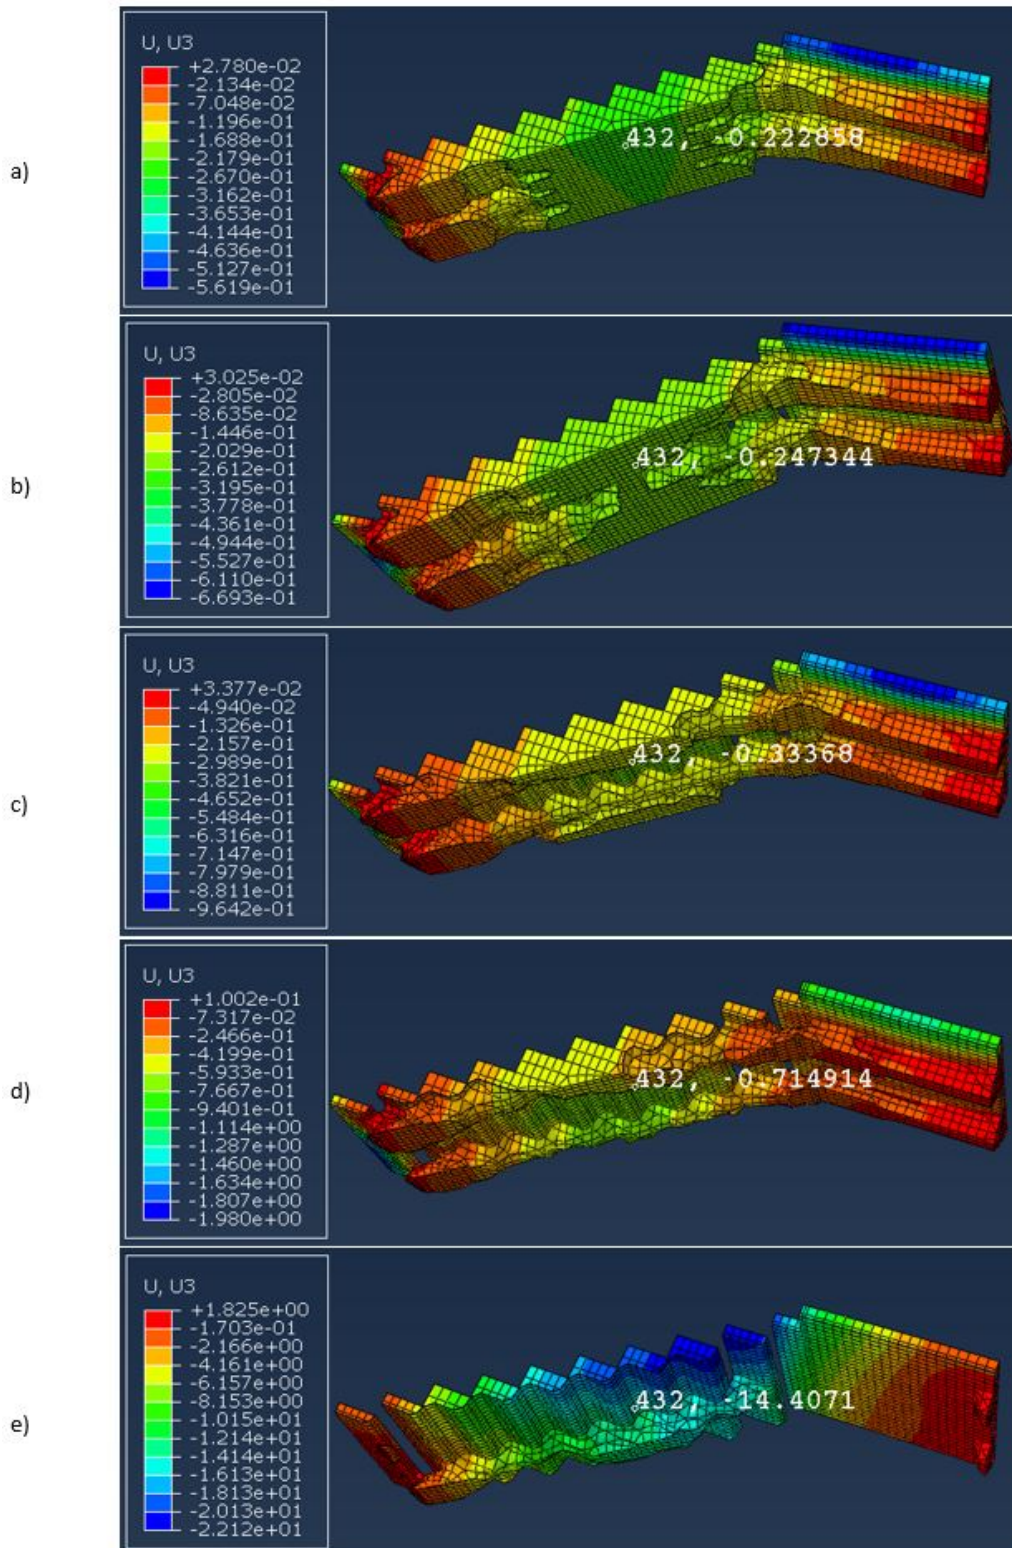 a)
U, U3
+2.780e-02
-2.134e-02
-7.048e-02
-1.196e-01
-1.688e-01
-2.179e-01
-2.670e-01
-3.162e-01
-3.653e-01
-4.144e-01
-4.636e-01
-5.127e-01
-5.619e-01
432, -0.222858
b)
U, U3
+3.025e-02
-2.805e-02
-8.635e-02
-1.446e-01
-2.029e-01
-2.612e-01
-3.195e-01
-3.778e-01
-4.361e-01
-4.944e-01
-5.527e-01
-6.110e-01
-6.693e-01
432, -0.247344
c)
U, U3
+3.377e-02
-4.940e-02
-1.326e-01
-2.157e-01
-2.989e-01
-3.821e-01
-4.652e-01
-5.484e-01
-6.316e-01
-7.147e-01
-7.979e-01
-8.811e-01
-9.642e-01
432, -0.33368
d)
U, U3
+1.002e-01
-7.317e-02
-2.466e-01
-4.199e-01
-5.933e-01
-7.667e-01
-9.401e-01
-1.114e+00
-1.287e+00
-1.460e+00
-1.634e+00
-1.807e+00
-1.980e+00
432, -0.714914
e)
U, U3
+1.825e+00
-1.703e-01
-2.166e+00
-4.161e+00
-6.157e+00
-8.153e+00
-1.015e+01
-1.214e+01
-1.414e+01
-1.613e+01
-1.813e+01
-2.013e+01
-2.212e+01
432, -14.4071